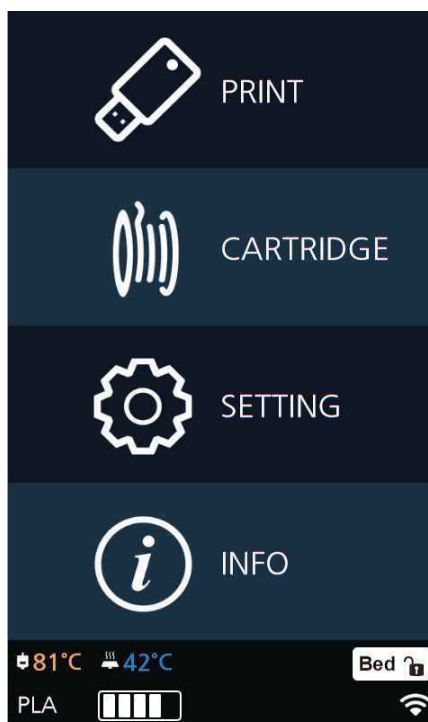 PRINT
CARTRIDGE
SETTING
i INFO
81°C 42°C Bed
PLA